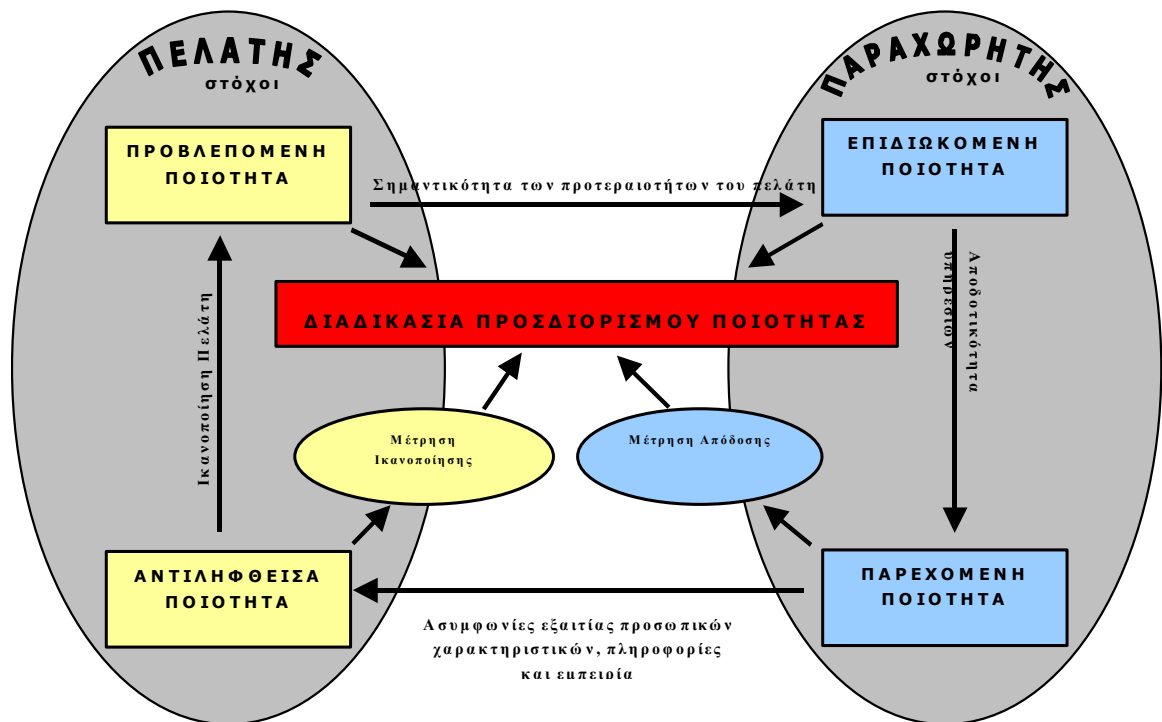 ΠΕΛΑΤΗΣ
στόχοι
ΠΑΡΑΧΩΡΗΤΗΣ
στόχοι
ΠΡΟΒΛΕΠΟΜΕΝΗ
ΠΟΙΟΤΗΤΑ
ΕΠΙΔΙΩΚΟΜΕΝΗ
ΠΟΙΟΤΗΤΑ
Σημαντικότητα των προτεραιοτήτων του πελάτη
ΔΙΑΔΙΚΑΣΙΑ ΠΡΟΣΔΙΟΡΙΣΜΟΥ ΠΟΙΟΤΗΤΑΣ
Ικανοποίηση Πελάτη
Αποδοτικότητα
υπηρεσιών
Μέτρηση
Ικανοποίησης
Μέτρηση Απόδοσης
ΑΝΤΙΛΗΦΘΕΙΣΑ
ΠΟΙΟΤΗΤΑ
ΠΑΡΕΧΟΜΕΝΗ
ΠΟΙΟΤΗΤΑ
Ασυμφωνίες εξαιτίας προσωπικών
χαρακτηριστικών, πληροφορίες
και εμπειρία